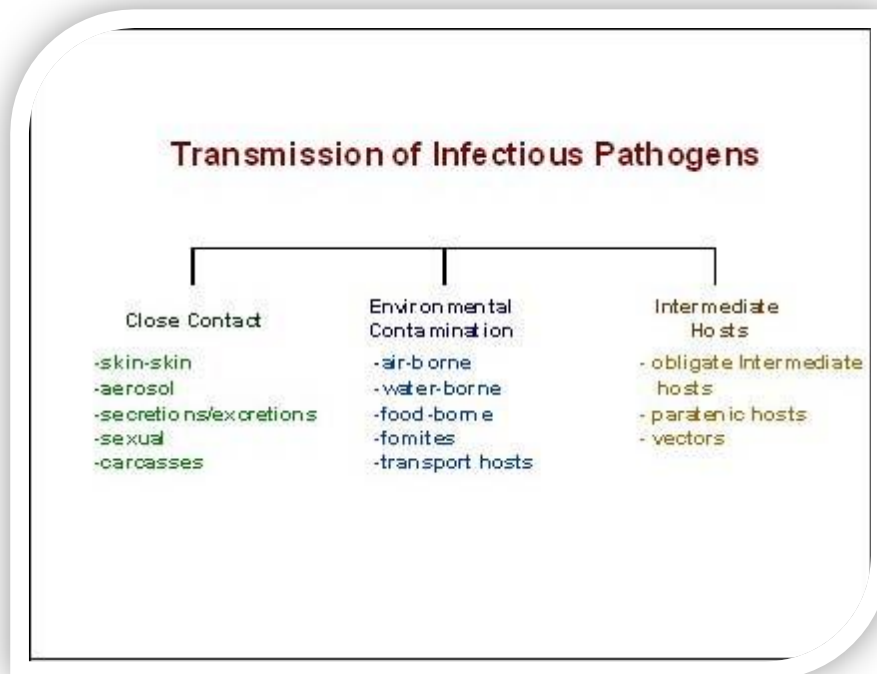 Transmission of Infectious Pathogens
Close Contact
-skin-skin
-aerosol
-secretions/excretions
-sexual
-carcasses
Environmental
Contamination
-air-borne
-water-borne
-food-borne
-fomites
-transport hosts
Intermediate
Hosts
- obligate Intermediate
hosts
- paratenic hosts
- vectors